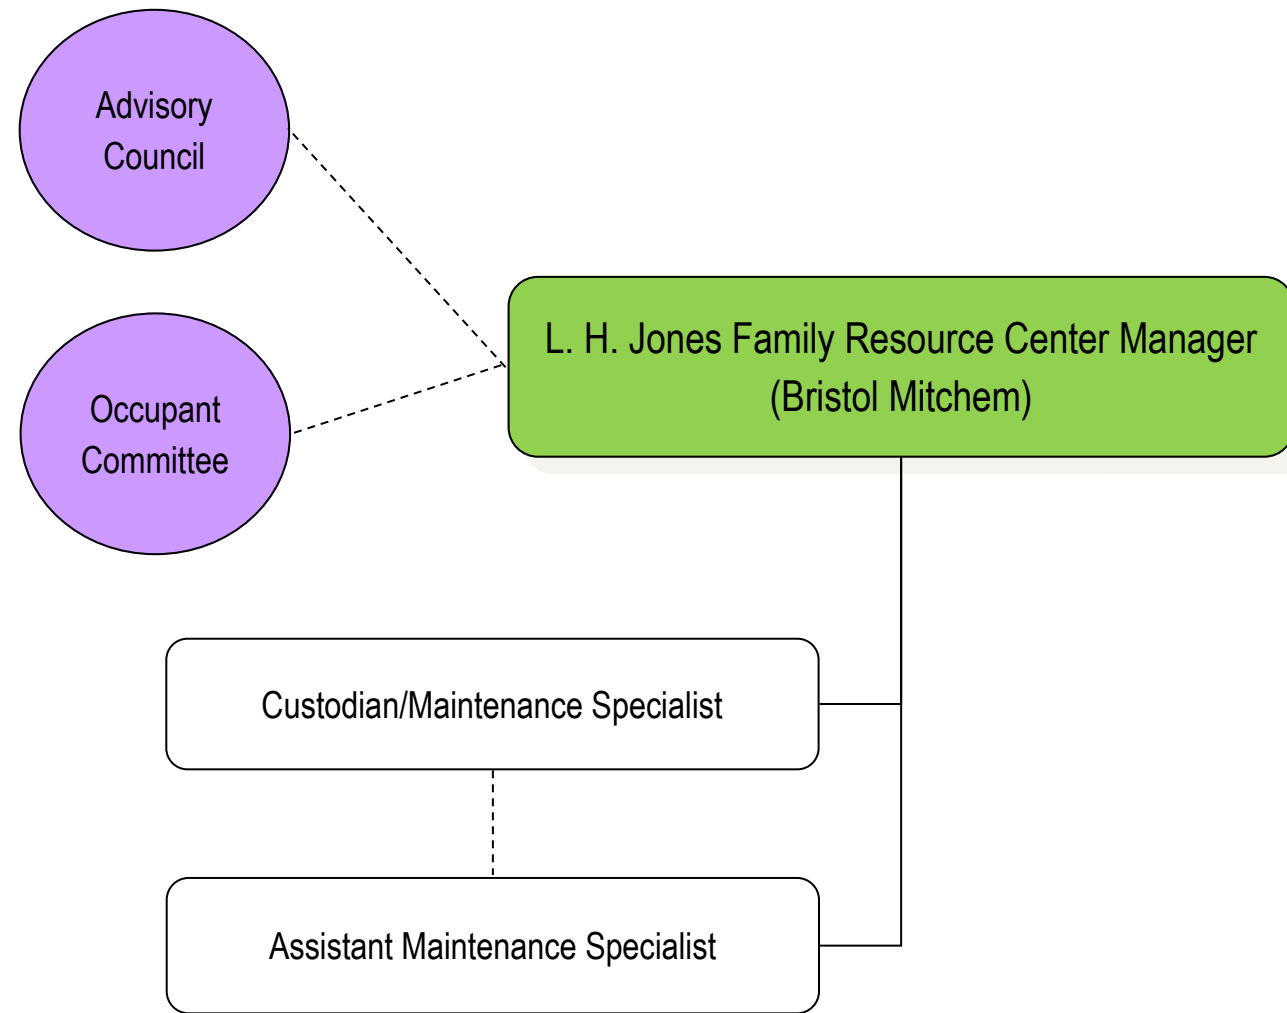 Advisory
Council
L. H. Jones Family Resource Center Manager
(Bristol Mitchem)
Occupant
Committee
Custodian/Maintenance Specialist
Assistant Maintenance Specialist